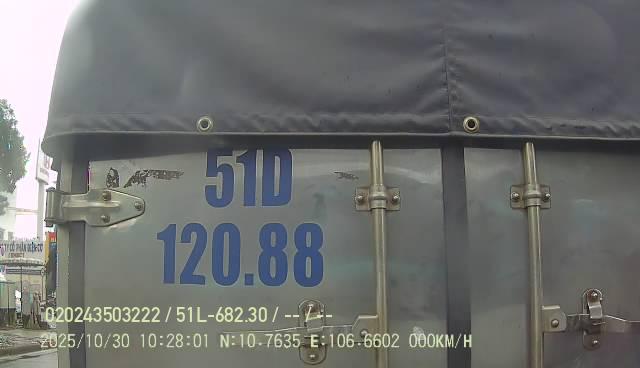 51D
120.88
020243503222 / 51L-682.30 / -- / --
2025/10/30 10:28:01 N:10.7635 E:106.6602 000KM/H